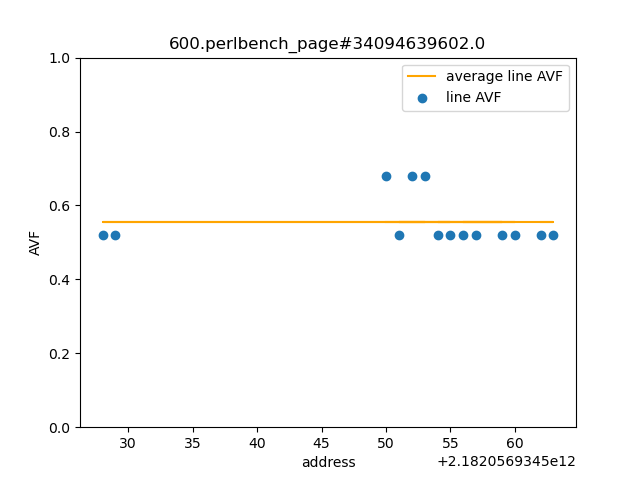 600.perlbench_page#34094639602.0
average line AVF
line AVF
1.0
0.8
0.6
0.4
0.2
0.0
AVF
30 35 40 45 50 55 60
address
+2.1820569345e12